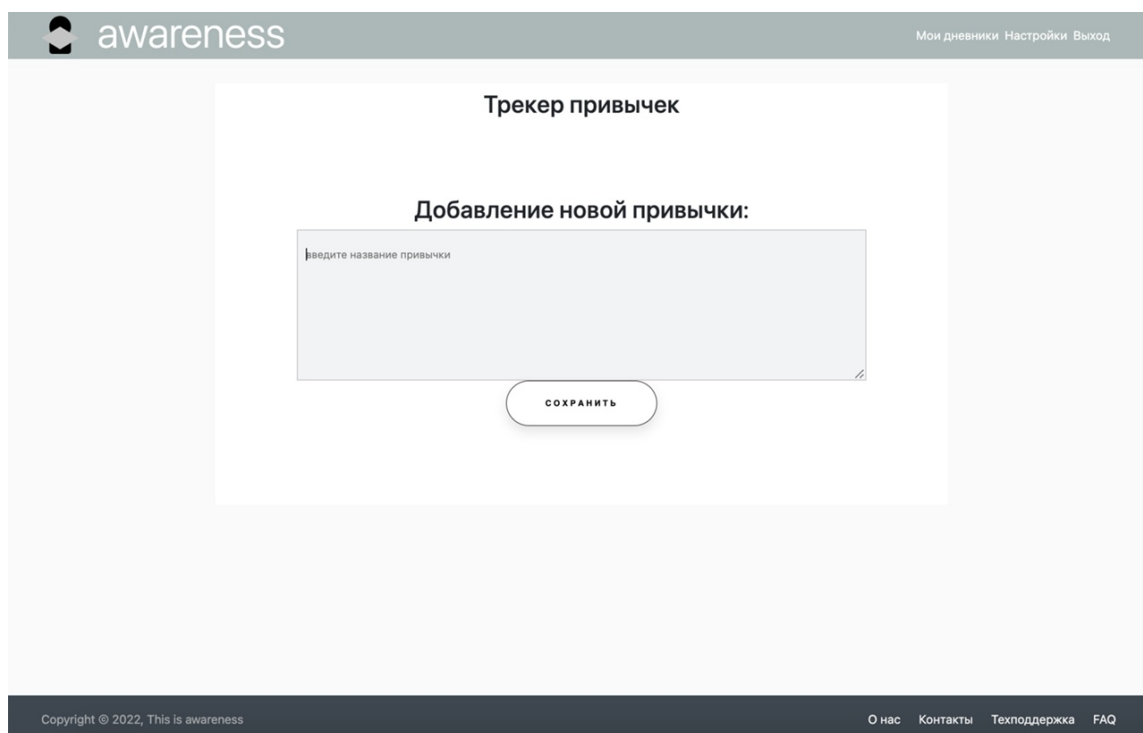 awareness
Мои дневники Настройки Выход
Трекер привычек
Добавление новой привычки:
введите название привычки
СОХРАНИТЬ
Copyright © 2022, This is awareness
О нас Контакты Техподдержка FAQ